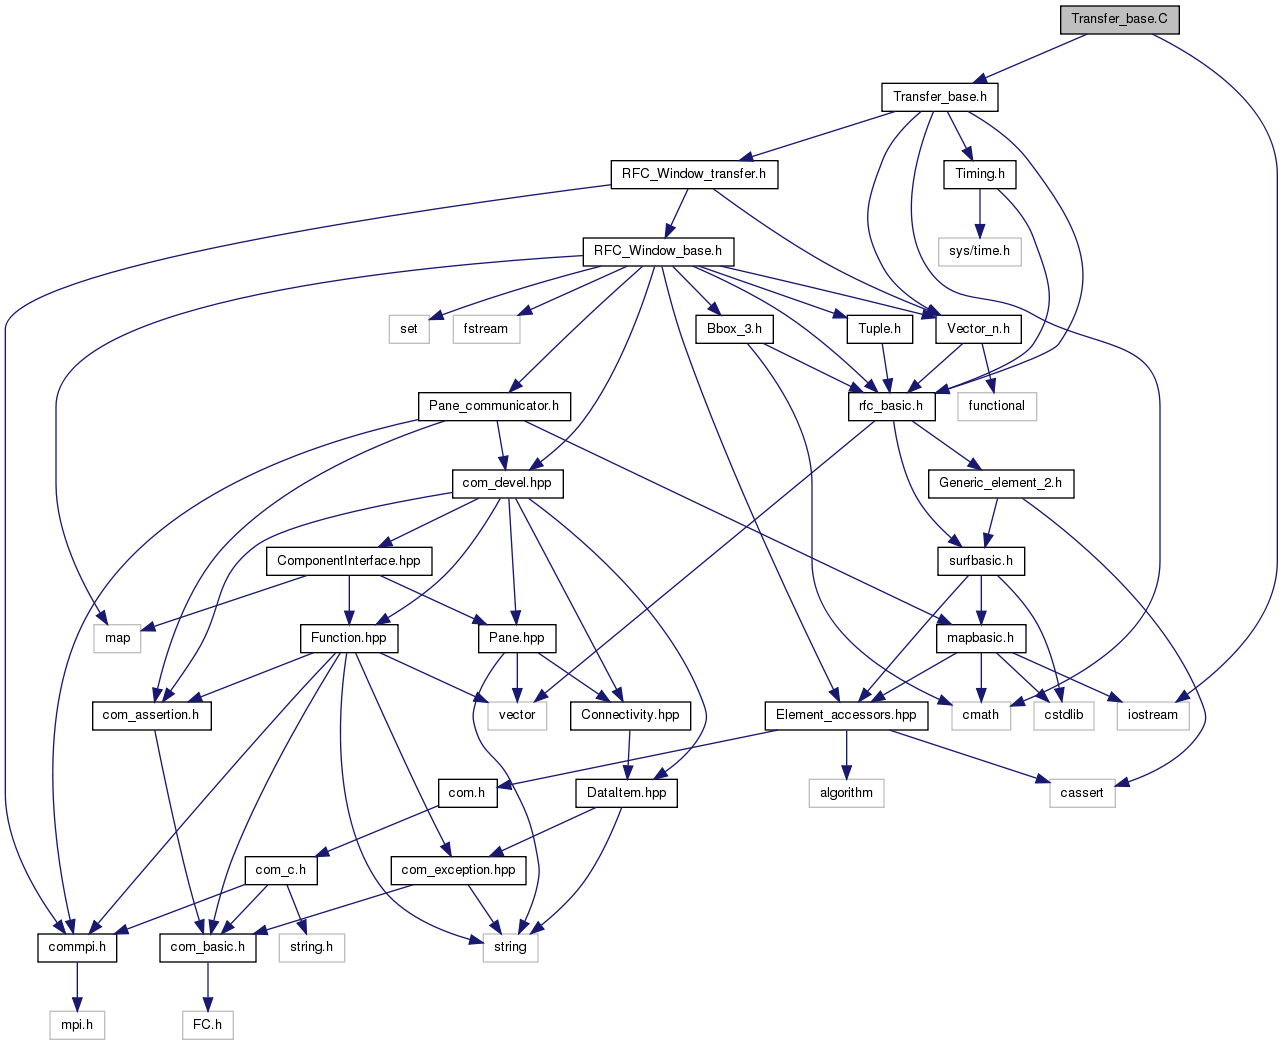 Transfer_base.C
Transfer_base.h
RFC_Window_transfer.h
Timing.h
RFC_Window_base.h
sys/time.h
set
fstream
Bbox_3.h
Tuple.h
Vector_n.h
Pane_communicator.h
rfc_basic.h
functional
com_devel.hpp
Generic_element_2.h
ComponentInterface.hpp
surfbasic.h
map
Function.hpp
Pane.hpp
mapbasic.h
com_assertion.h
vector
Connectivity.hpp
Element_accessors.hpp
cmath
cstdlib
iostream
com.h
DataItem.hpp
algorithm
cassert
com_c.h
com_exception.hpp
commpi.h
com_basic.h
string.h
string
mpi.h
FC.h